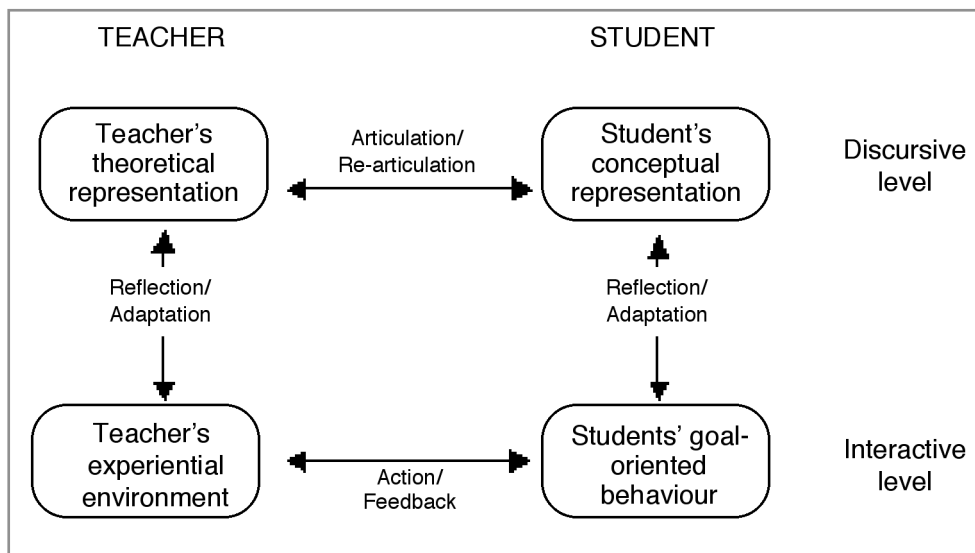 TEACHER
STUDENT
Teacher's
theoretical
representation
Articulation/
Re-articulation
Student's
conceptual
representation
Discursive
level
Reflection/
Adaptation
Reflection/
Adaptation
Teacher's
experiential
environment
Action/
Feedback
Students' goal-
oriented
behaviour
Interactive
level